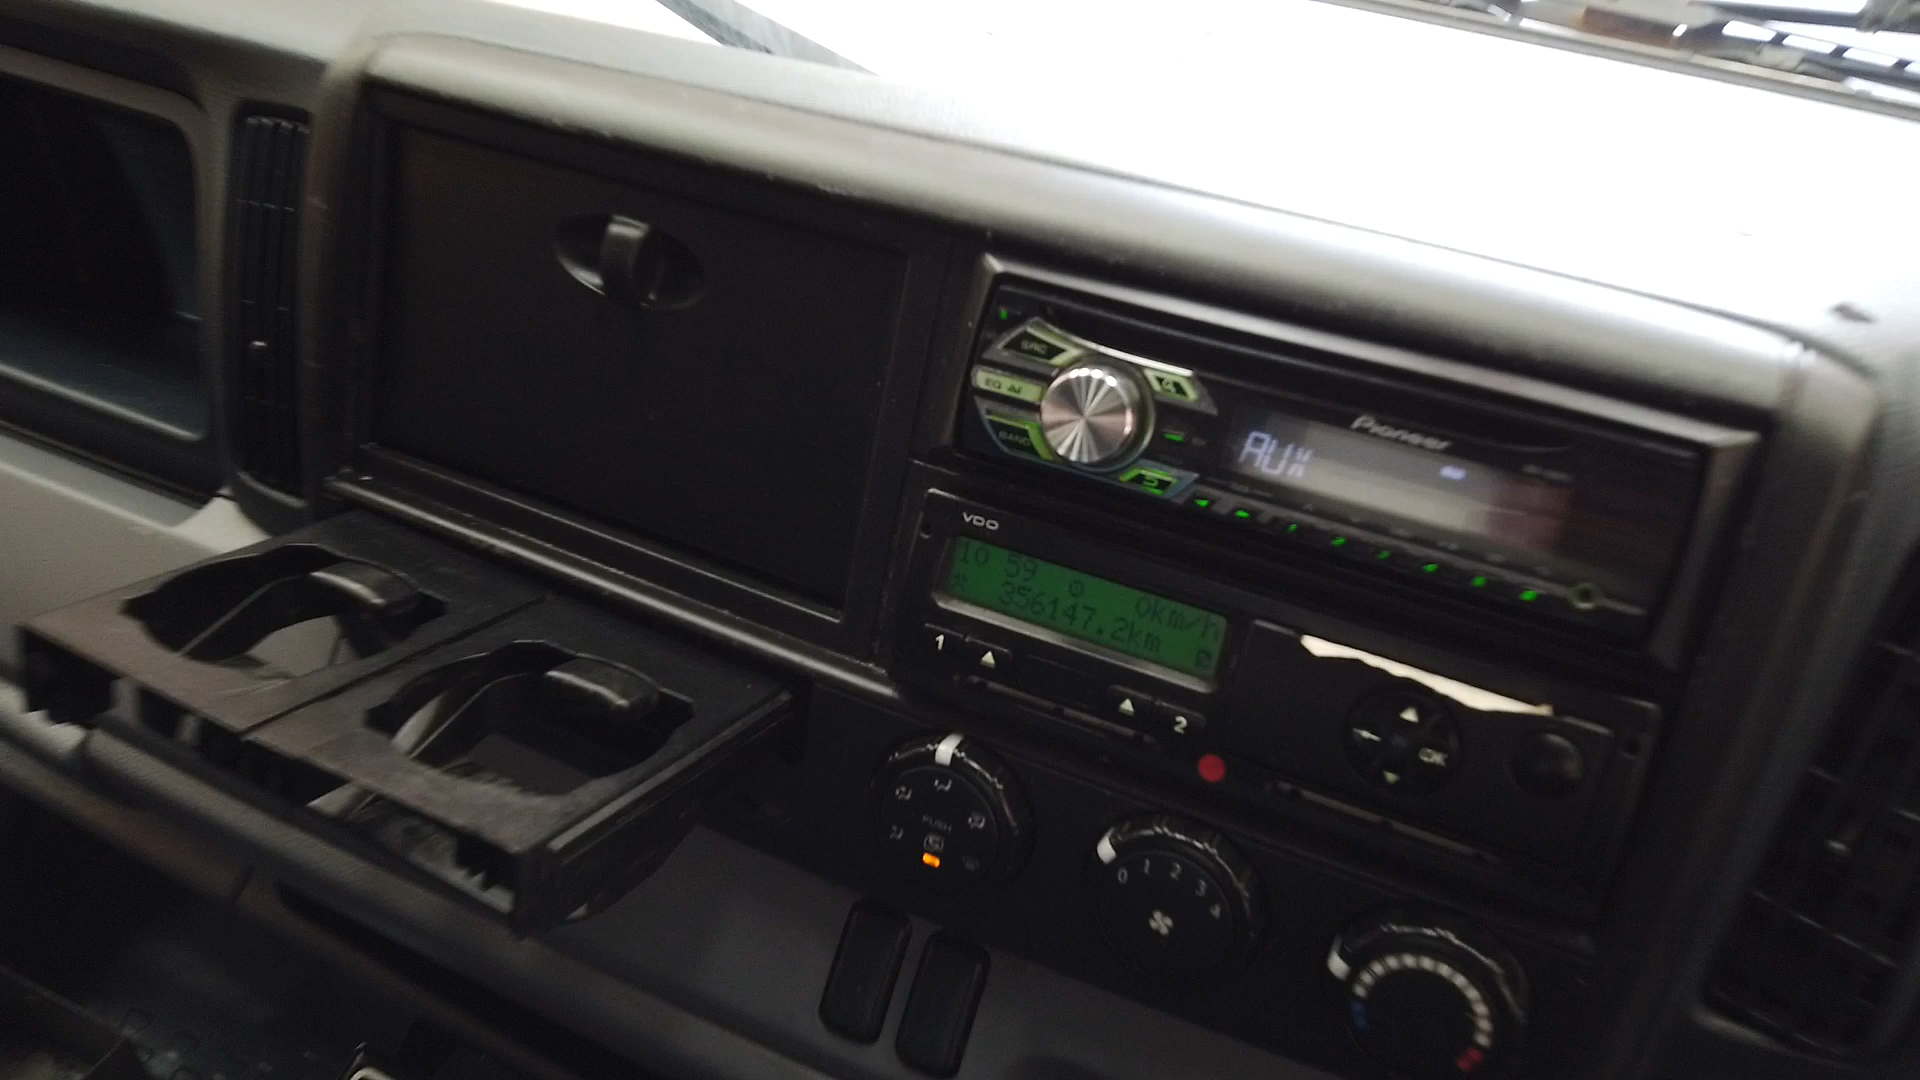 Pioneer
SRC
EQ
BAND
AUX
VDO
10 59 0km/h
356147.2km
1
2
OK
PUSH
0 1 2 3 4